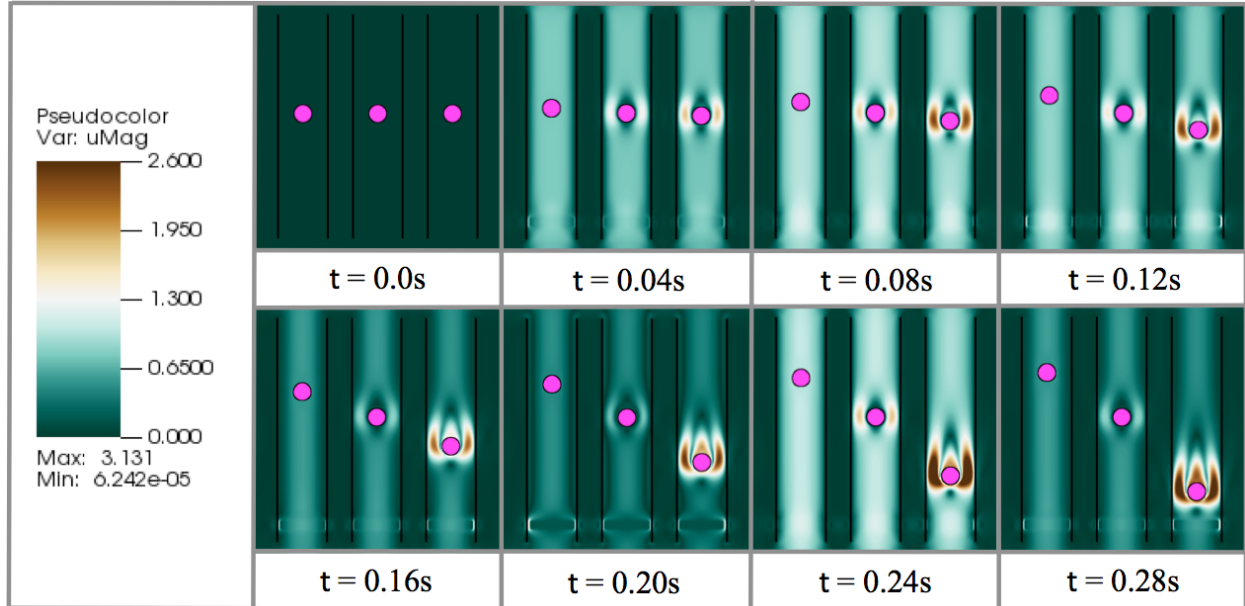 Pseudocolor
Var: uMag
2.600
1.950
1.300
0.6500
0.000
Max: 3.131
Min: 6.242e-05
t = 0.0s
t = 0.04s
t = 0.08s
t = 0.12s
t = 0.16s
t = 0.20s
t = 0.24s
t = 0.28s